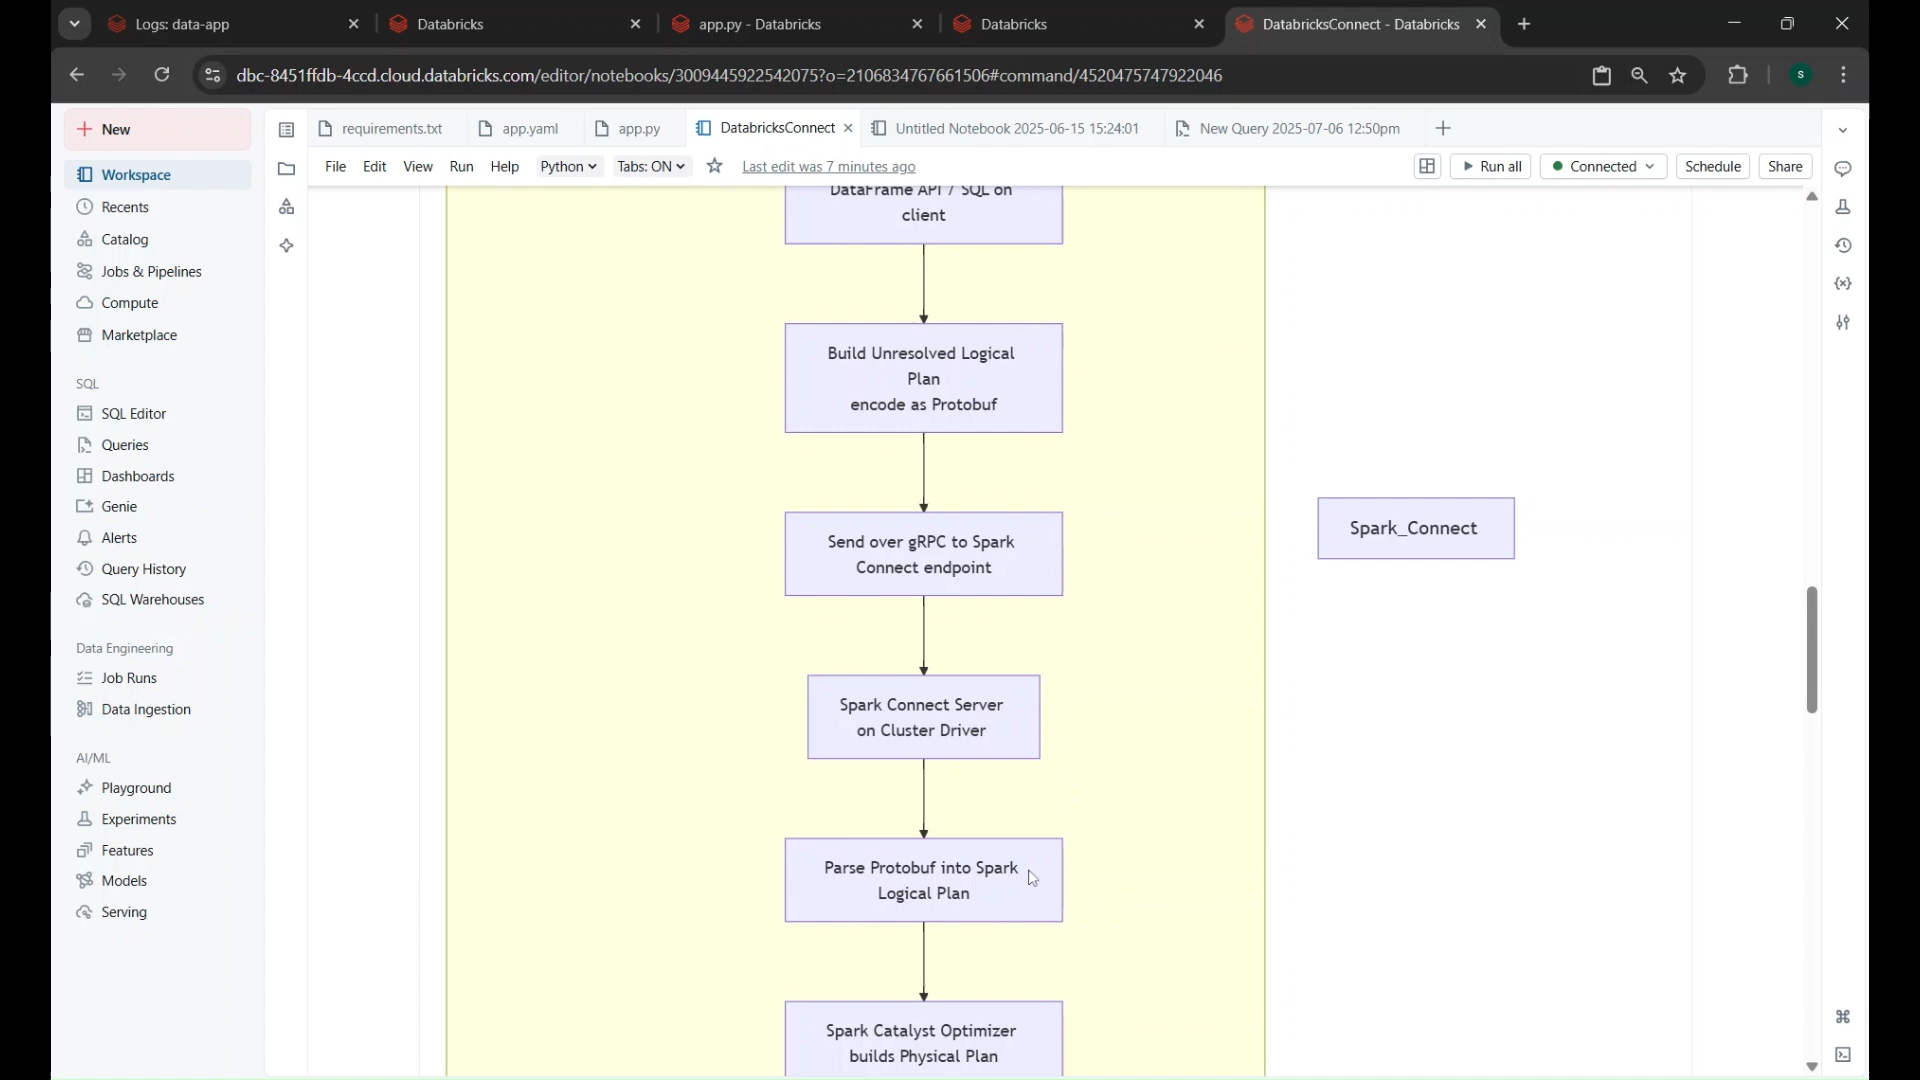 Logs: data-app
Databricks
app.py - Databricks
Databricks
DatabricksConnect - Databricks
dbc-8451ffdb-4ccd.cloud.databricks.com/editor/notebooks/3009445922542075?o=2106834767661506#command/4520475747922046
S
New
requirements.txt
app.yaml
app.py
DatabricksConnect
Untitled Notebook 2025-06-15 15:24:01
New Query 2025-07-06 12:50pm
File
Edit
View
Run
Help
Python
Tabs: ON
Last edit was 7 minutes ago
Run all
Connected
Schedule
Share
Workspace
Recents
Catalog
Jobs & Pipelines
Compute
Marketplace
SQL
SQL Editor
Queries
Dashboards
Genie
Alerts
Query History
SQL Warehouses
Data Engineering
Job Runs
Data Ingestion
AI/ML
Playground
Experiments
Features
Models
Serving
DataFrame API / SQL on
client
Build Unresolved Logical
Plan
encode as Protobuf
Send over gRPC to Spark
Connect endpoint
Spark_Connect
Spark Connect Server
on Cluster Driver
Parse Protobuf into Spark
Logical Plan
Spark Catalyst Optimizer
builds Physical Plan